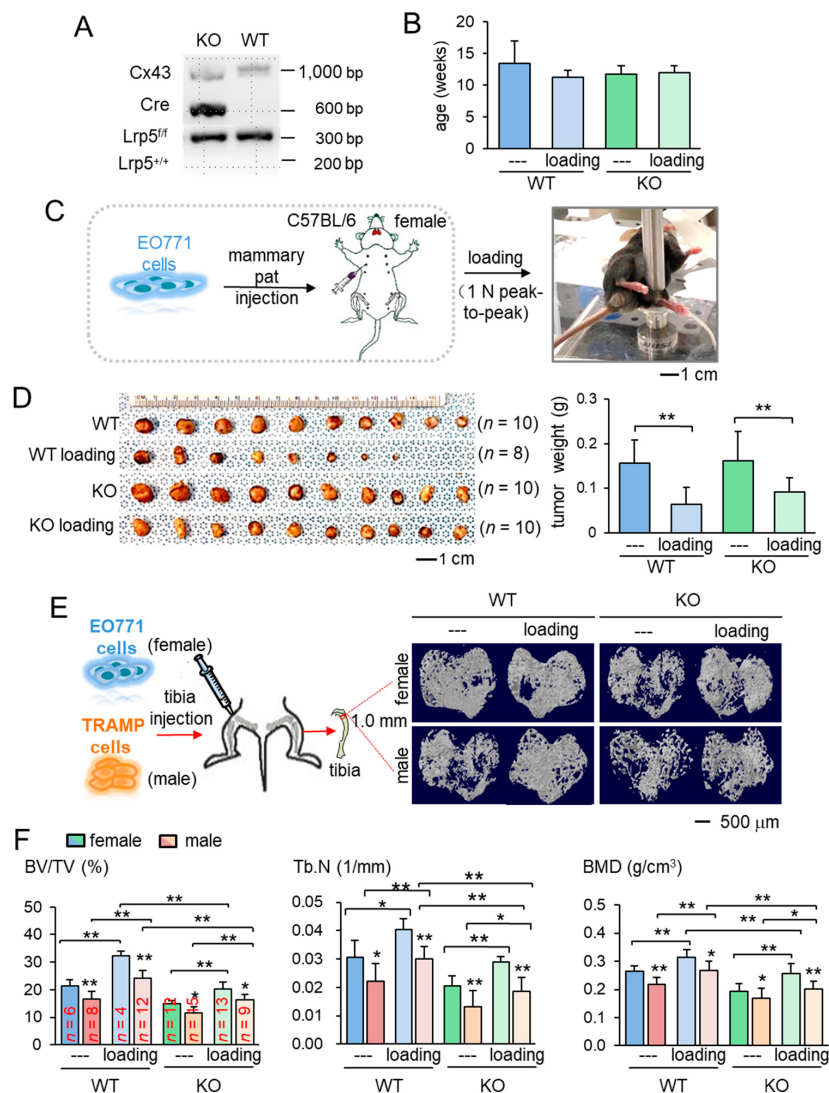 A
KO WT
Cx43
1,000 bp
Cre
600 bp
Lrp5f/f
300 bp
Lrp5+/+
200 bp
B
age (weeks)
20
15
10
5
0
--- loading --- loading
WT KO
C
EO771
cells
mammary
pat
injection
C57BL/6 female
loading
(1 N peak-
to-peak)
1 cm
D
WT
(n = 10)
WT loading
(n = 8)
KO
(n = 10)
KO loading
(n = 10)
1 cm
tumor weight (g)
0.3
0.2
0.1
0
** **
--- loading --- loading
WT KO
E
EO771
cells
(female)
tibia
injection
TRAMP
cells
(male)
1.0 mm
tibia
WT KO
--- loading --- loading
female
male
500 μm
F
female male
BV/TV (%)
50
40
30
20
10
0
**
**
**
**
**
**
** ** * *
n = 6 n = 8 n = 4 n = 12 n = 12 n = 15 n = 13 n = 9
--- loading --- loading
WT KO
Tb.N (1/mm)
0.05
0.04
0.03
0.02
0.01
0.00
**
**
**
*
*
**
* ** ** **
--- loading --- loading
WT KO
BMD (g/cm3)
0.5
0.4
0.3
0.2
0.1
0.0
**
** *
**
**
**
** * * **
--- loading --- loading
WT KO